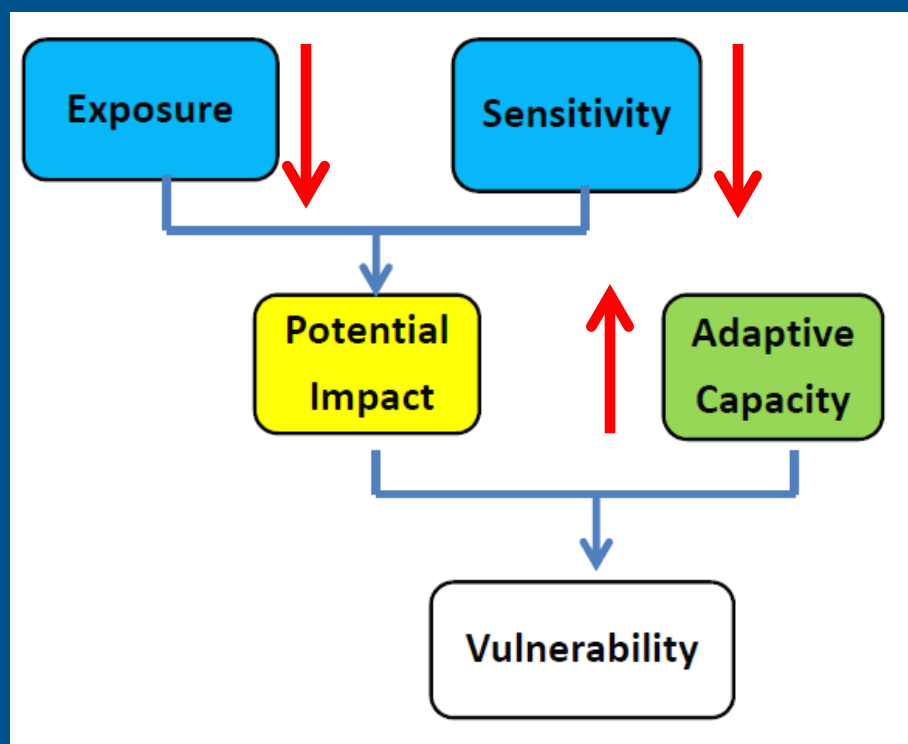 Exposure
Sensitivity
Potential
Impact
Adaptive
Capacity
Vulnerability